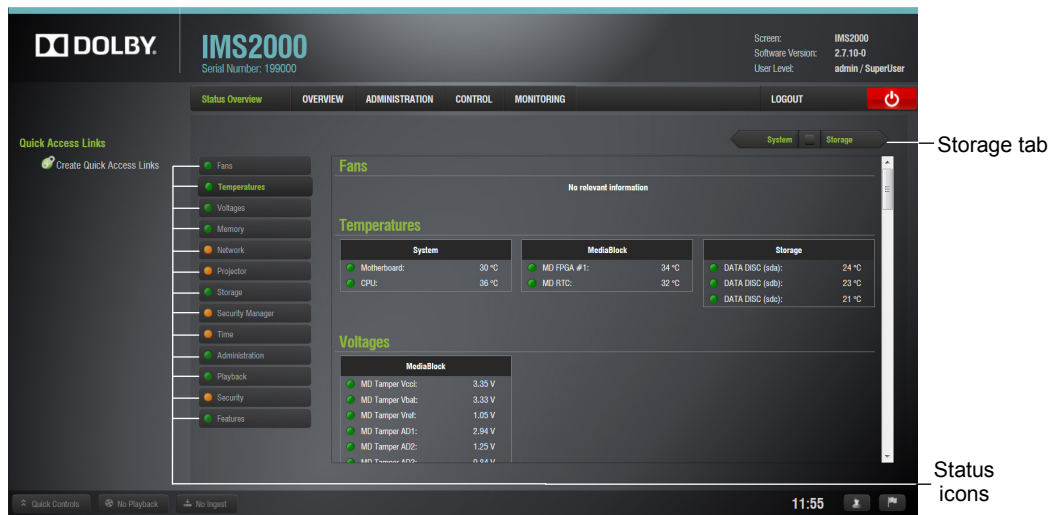 DOLBY.
IMS2000
Serial Number: 199000
Screen: IMS2000
Software Version: 2.7.10-0
User Level: admin / SuperUser
Status Overview OVERVIEW ADMINISTRATION CONTROL MONITORING LOGOUT
Quick Access Links
Create Quick Access Links
System Storage
Storage tab
Fans
Temperatures
Voltages
Memory
Network
Projector
Storage
Security Manager
Time
Administration
Playback
Security
Features
Fans
No relevant information
Temperatures
System
Motherboard: 30 °C
CPU: 36 °C
MediaBlock
MD FPGA #1: 34 °C
MD RTC: 32 °C
Storage
DATA DISC (sda): 24 °C
DATA DISC (sdb): 23 °C
DATA DISC (sdc): 21 °C
Voltages
MediaBlock
MD Tamper Vcci: 3.35 V
MD Tamper Vbat: 3.33 V
MD Tamper Vref: 1.05 V
MD Tamper AD1: 2.94 V
MD Tamper AD2: 1.25 V
MD Tamper AD3: 0.84 V
Status
icons
Quick Controls No Playback No Ingest 11:55